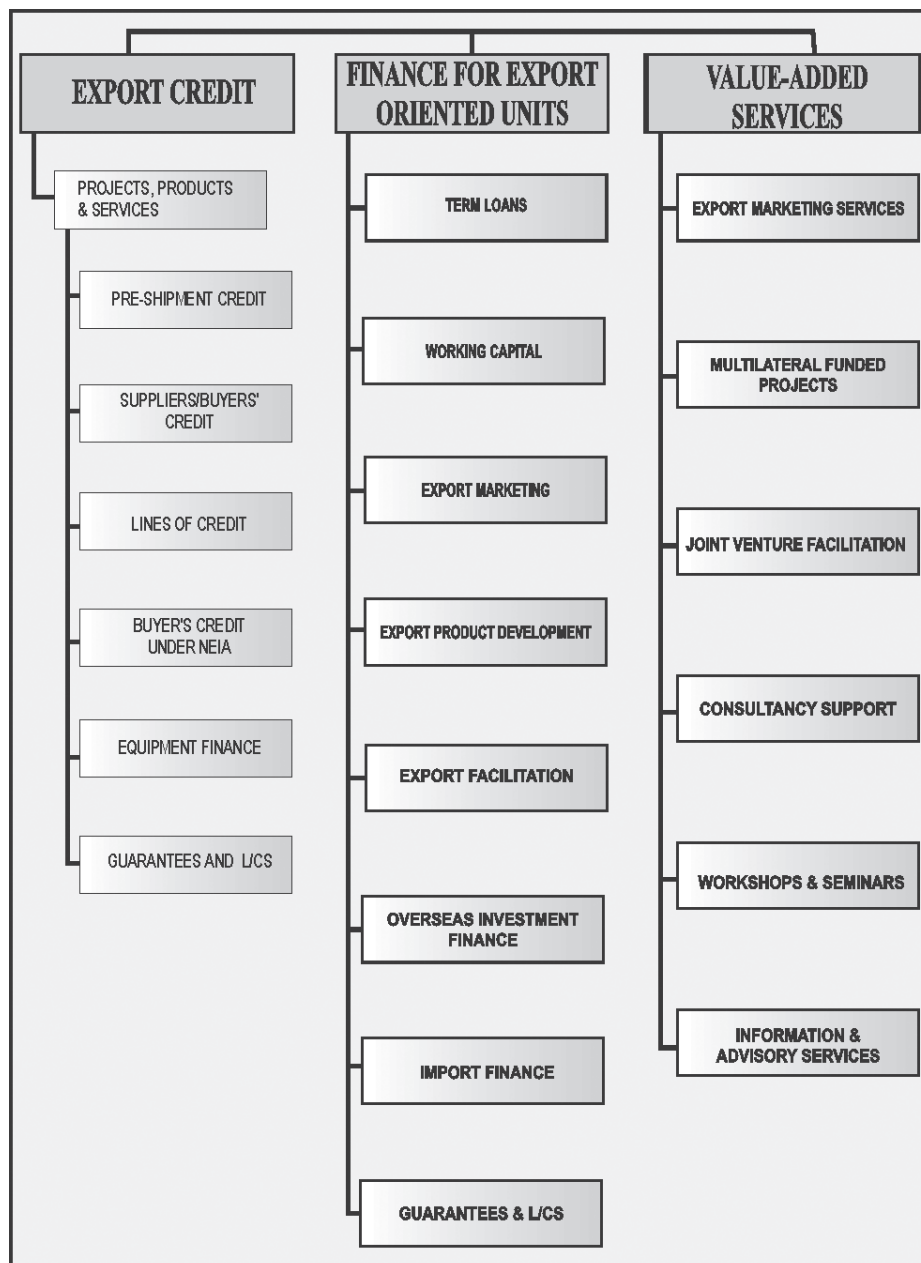 EXPORT CREDIT
PROJECTS, PRODUCTS
& SERVICES
PRE-SHIPMENT CREDIT
SUPPLIERS/BUYERS'
CREDIT
LINES OF CREDIT
BUYER'S CREDIT
UNDER NEIA
EQUIPMENT FINANCE
GUARANTEES AND L/CS
FINANCE FOR EXPORT
ORIENTED UNITS
TERM LOANS
WORKING CAPITAL
EXPORT MARKETING
EXPORT PRODUCT DEVELOPMENT
EXPORT FACILITATION
OVERSEAS INVESTMENT
FINANCE
IMPORT FINANCE
GUARANTEES & L/CS
VALUE-ADDED
SERVICES
EXPORT MARKETING SERVICES
MULTILATERAL FUNDED
PROJECTS
JOINT VENTURE FACILITATION
CONSULTANCY SUPPORT
WORKSHOPS & SEMINARS
INFORMATION &
ADVISORY SERVICES